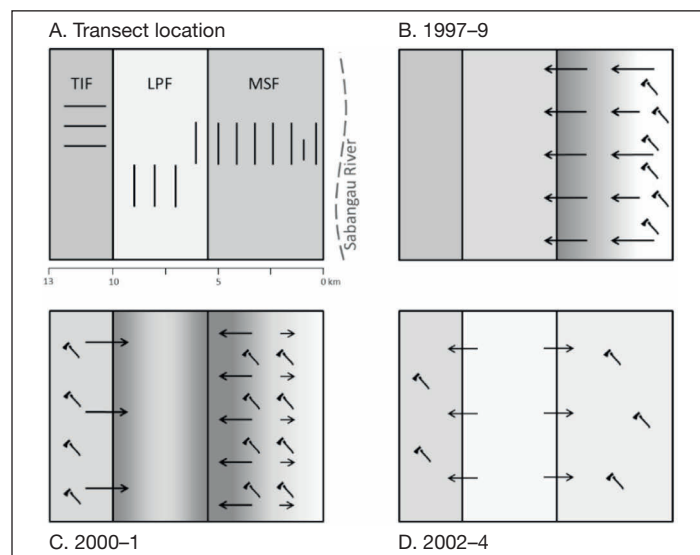 A. Transect location
B. 1997–9
TIF LPF MSF
Sabangau River
13 10 5 0 km
C. 2000–1
D. 2002–4